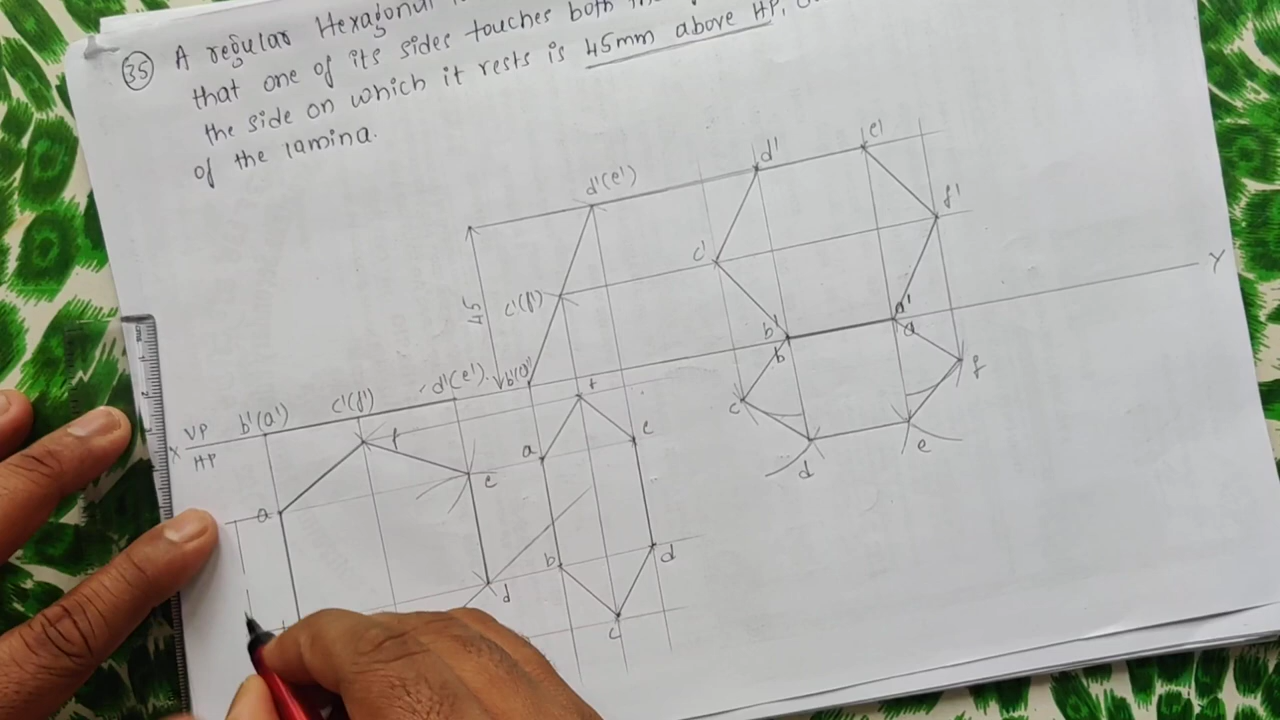 35 A regular Hexagonal
that one of its sides touches both
the side on which it rests is 45mm above HP,
of the lamina.
d'(e') d' e'
c'(f') c' f'
45
b'(a') c'(f') d'(e') b'(a') b' a' Y
X VP
HP
a f e a f e b a f
c d e
b d b d
c